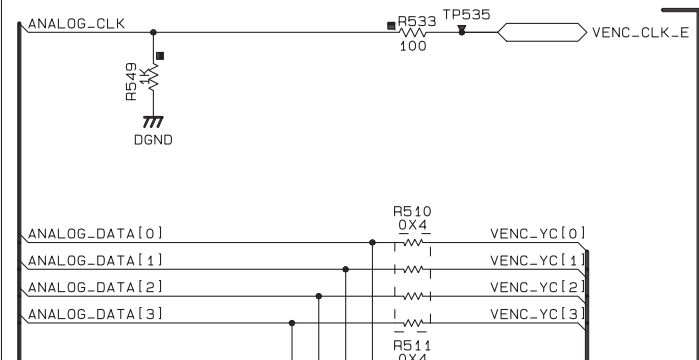 ANALOG_CLK
R533
TP535
VENC_CLK_E
100
R549
1K
DGND
R510
0X4
ANALOG_DATA[0]
VENC_YC[0]
ANALOG_DATA[1]
VENC_YC[1]
ANALOG_DATA[2]
VENC_YC[2]
ANALOG_DATA[3]
VENC_YC[3]
R511
0X4